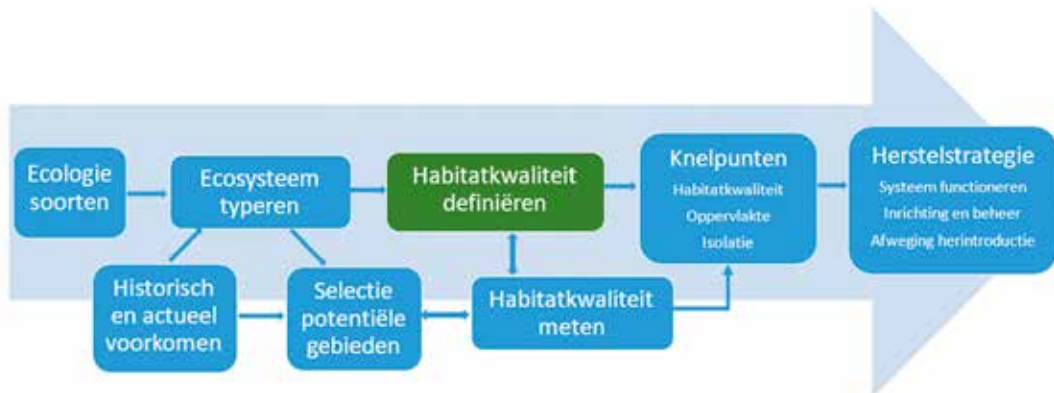 Ecologie
soorten
Ecosysteem
typeren
Habitatkwaliteit
definiëren
Knelpunten
Habitatkwaliteit
Oppervlakte
Isolatie
Herstelstrategie
Systeem functioneren
Inrichting en beheer
Afweging herintroductie
Historisch
en actueel
voorkomen
Selectie
potentiële
gebieden
Habitatkwaliteit
meten